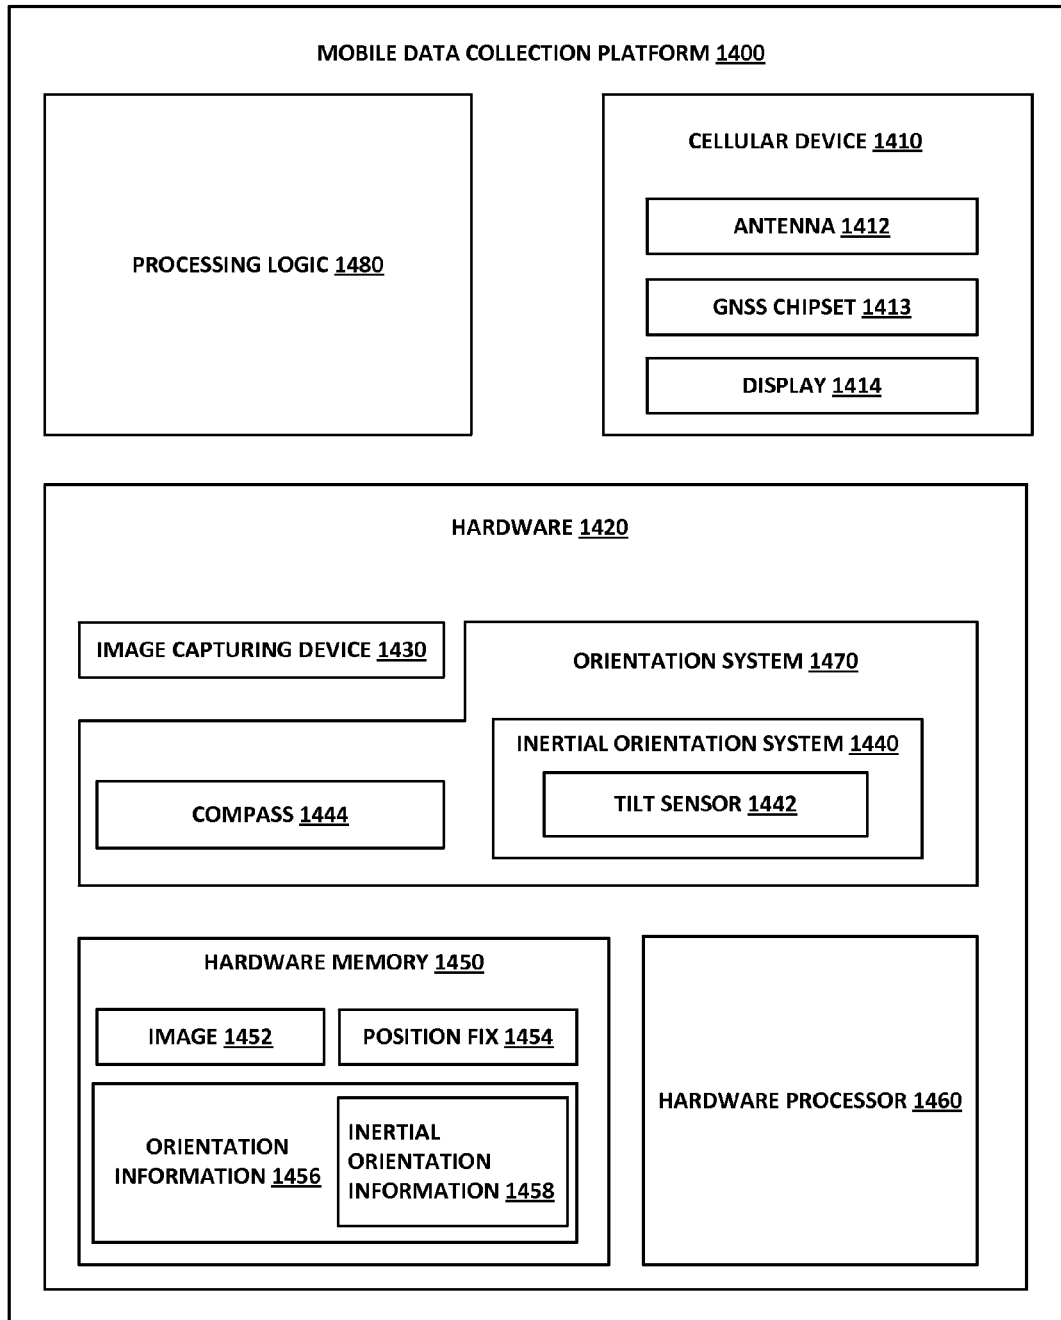 MOBILE DATA COLLECTION PLATFORM 1400
PROCESSING LOGIC 1480
CELLULAR DEVICE 1410
ANTENNA 1412
GNSS CHIPSET 1413
DISPLAY 1414
HARDWARE 1420
IMAGE CAPTURING DEVICE 1430
ORIENTATION SYSTEM 1470
INERTIAL ORIENTATION SYSTEM 1440
TILT SENSOR 1442
COMPASS 1444
HARDWARE MEMORY 1450
IMAGE 1452
POSITION FIX 1454
ORIENTATION
INFORMATION 1456
INERTIAL
ORIENTATION
INFORMATION 1458
HARDWARE PROCESSOR 1460